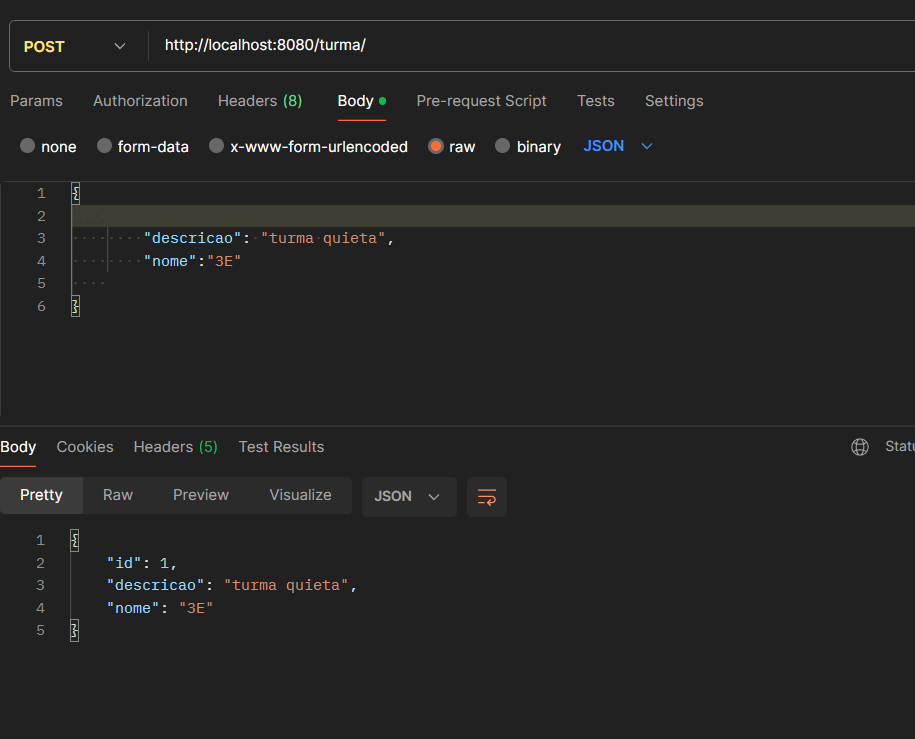 POST http://localhost:8080/turma/
Params Authorization Headers (8) Body Pre-request Script Tests Settings
none form-data x-www-form-urlencoded raw binary JSON
1 {
2
3 "descricao": "turma quieta",
4 "nome":"3E"
5
6 }
Body Cookies Headers (5) Test Results
Pretty Raw Preview Visualize JSON
1 {
2 "id": 1,
3 "descricao": "turma quieta",
4 "nome": "3E"
5 }